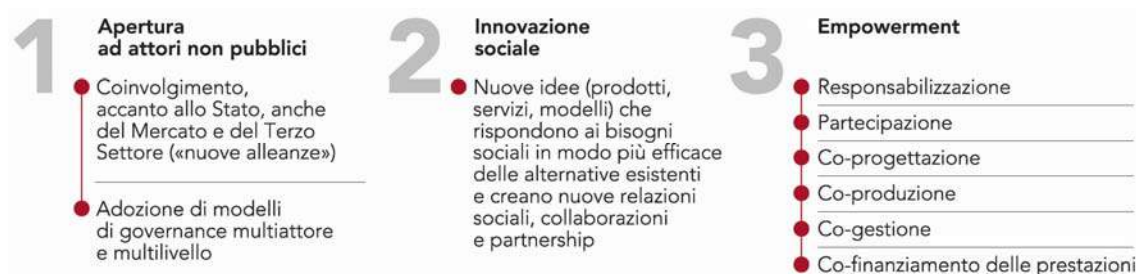 1
Apertura
ad attori non pubblici
Coinvolgimento,
accanto allo Stato, anche
del Mercato e del Terzo
Settore («nuove alleanze»)
Adozione di modelli
di governance multiattore
e multilivello
2
Innovazione
sociale
Nuove idee (prodotti,
servizi, modelli) che
rispondono ai bisogni
sociali in modo più efficace
delle alternative esistenti
e creano nuove relazioni
sociali, collaborazioni
e partnership
3
Empowerment
Responsabilizzazione
Partecipazione
Co-progettazione
Co-produzione
Co-gestione
Co-finanziamento delle prestazioni